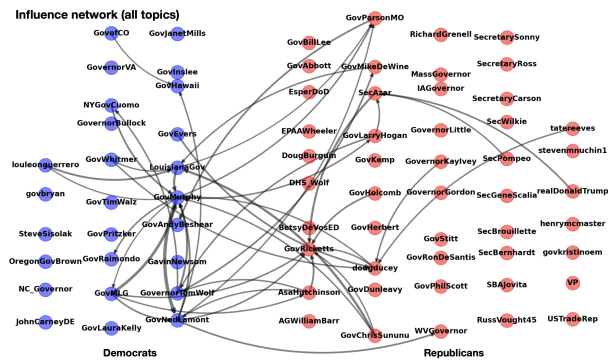 Influence network (all topics)
GovofCO
GovJanetMills
GovParsonMO
RichardGrenell
SecretarySonny
GovBillLee
GovernorVA
GovInslee
GovHawaii
GovAbbott
GovMikeDeWine
MassGovernor
IAGovernor
SecretaryRoss
NYGovCuomo
EsperDoD
SecAzar
SecretaryCarson
GovernorBullock
GovEvers
EPAAWheeler
GovLarryHogan
GovernorLittle
SecWilkie
tatereeves
louleonguerrero
GovWhitmer
LouisianaGov
DougBurgum
GovKemp
GovernorKayIvey
SecPompeo
stevenmnuchin1
govbryan
GovTimWalz
GovMurphy
DHS_Wolf
GovHolcomb
GovernorGordon
SecGeneScalia
realDonaldTrump
SteveSisolak
GovPritzker
GovAndyBeshear
BetsyDeVosED
GovHerbert
GovStitt
SecBrouillette
henrymcmaster
OregonGovBrown
GovRaimondo
GavinNewsom
GovRicketts
dougducey
GovRonDeSantis
SecBernhardt
govkristinoem
NC_Governor
GovMLG
GovernorTomWolf
AsaHutchinson
GovDunleavy
GovPhilScott
SBAJovita
VP
JohnCarneyDE
GovLauraKelly
GovNedLamont
AGWilliamBarr
GovChrisSununu
WVGovernor
RussVought45
USTradeRep
Democrats
Republicans